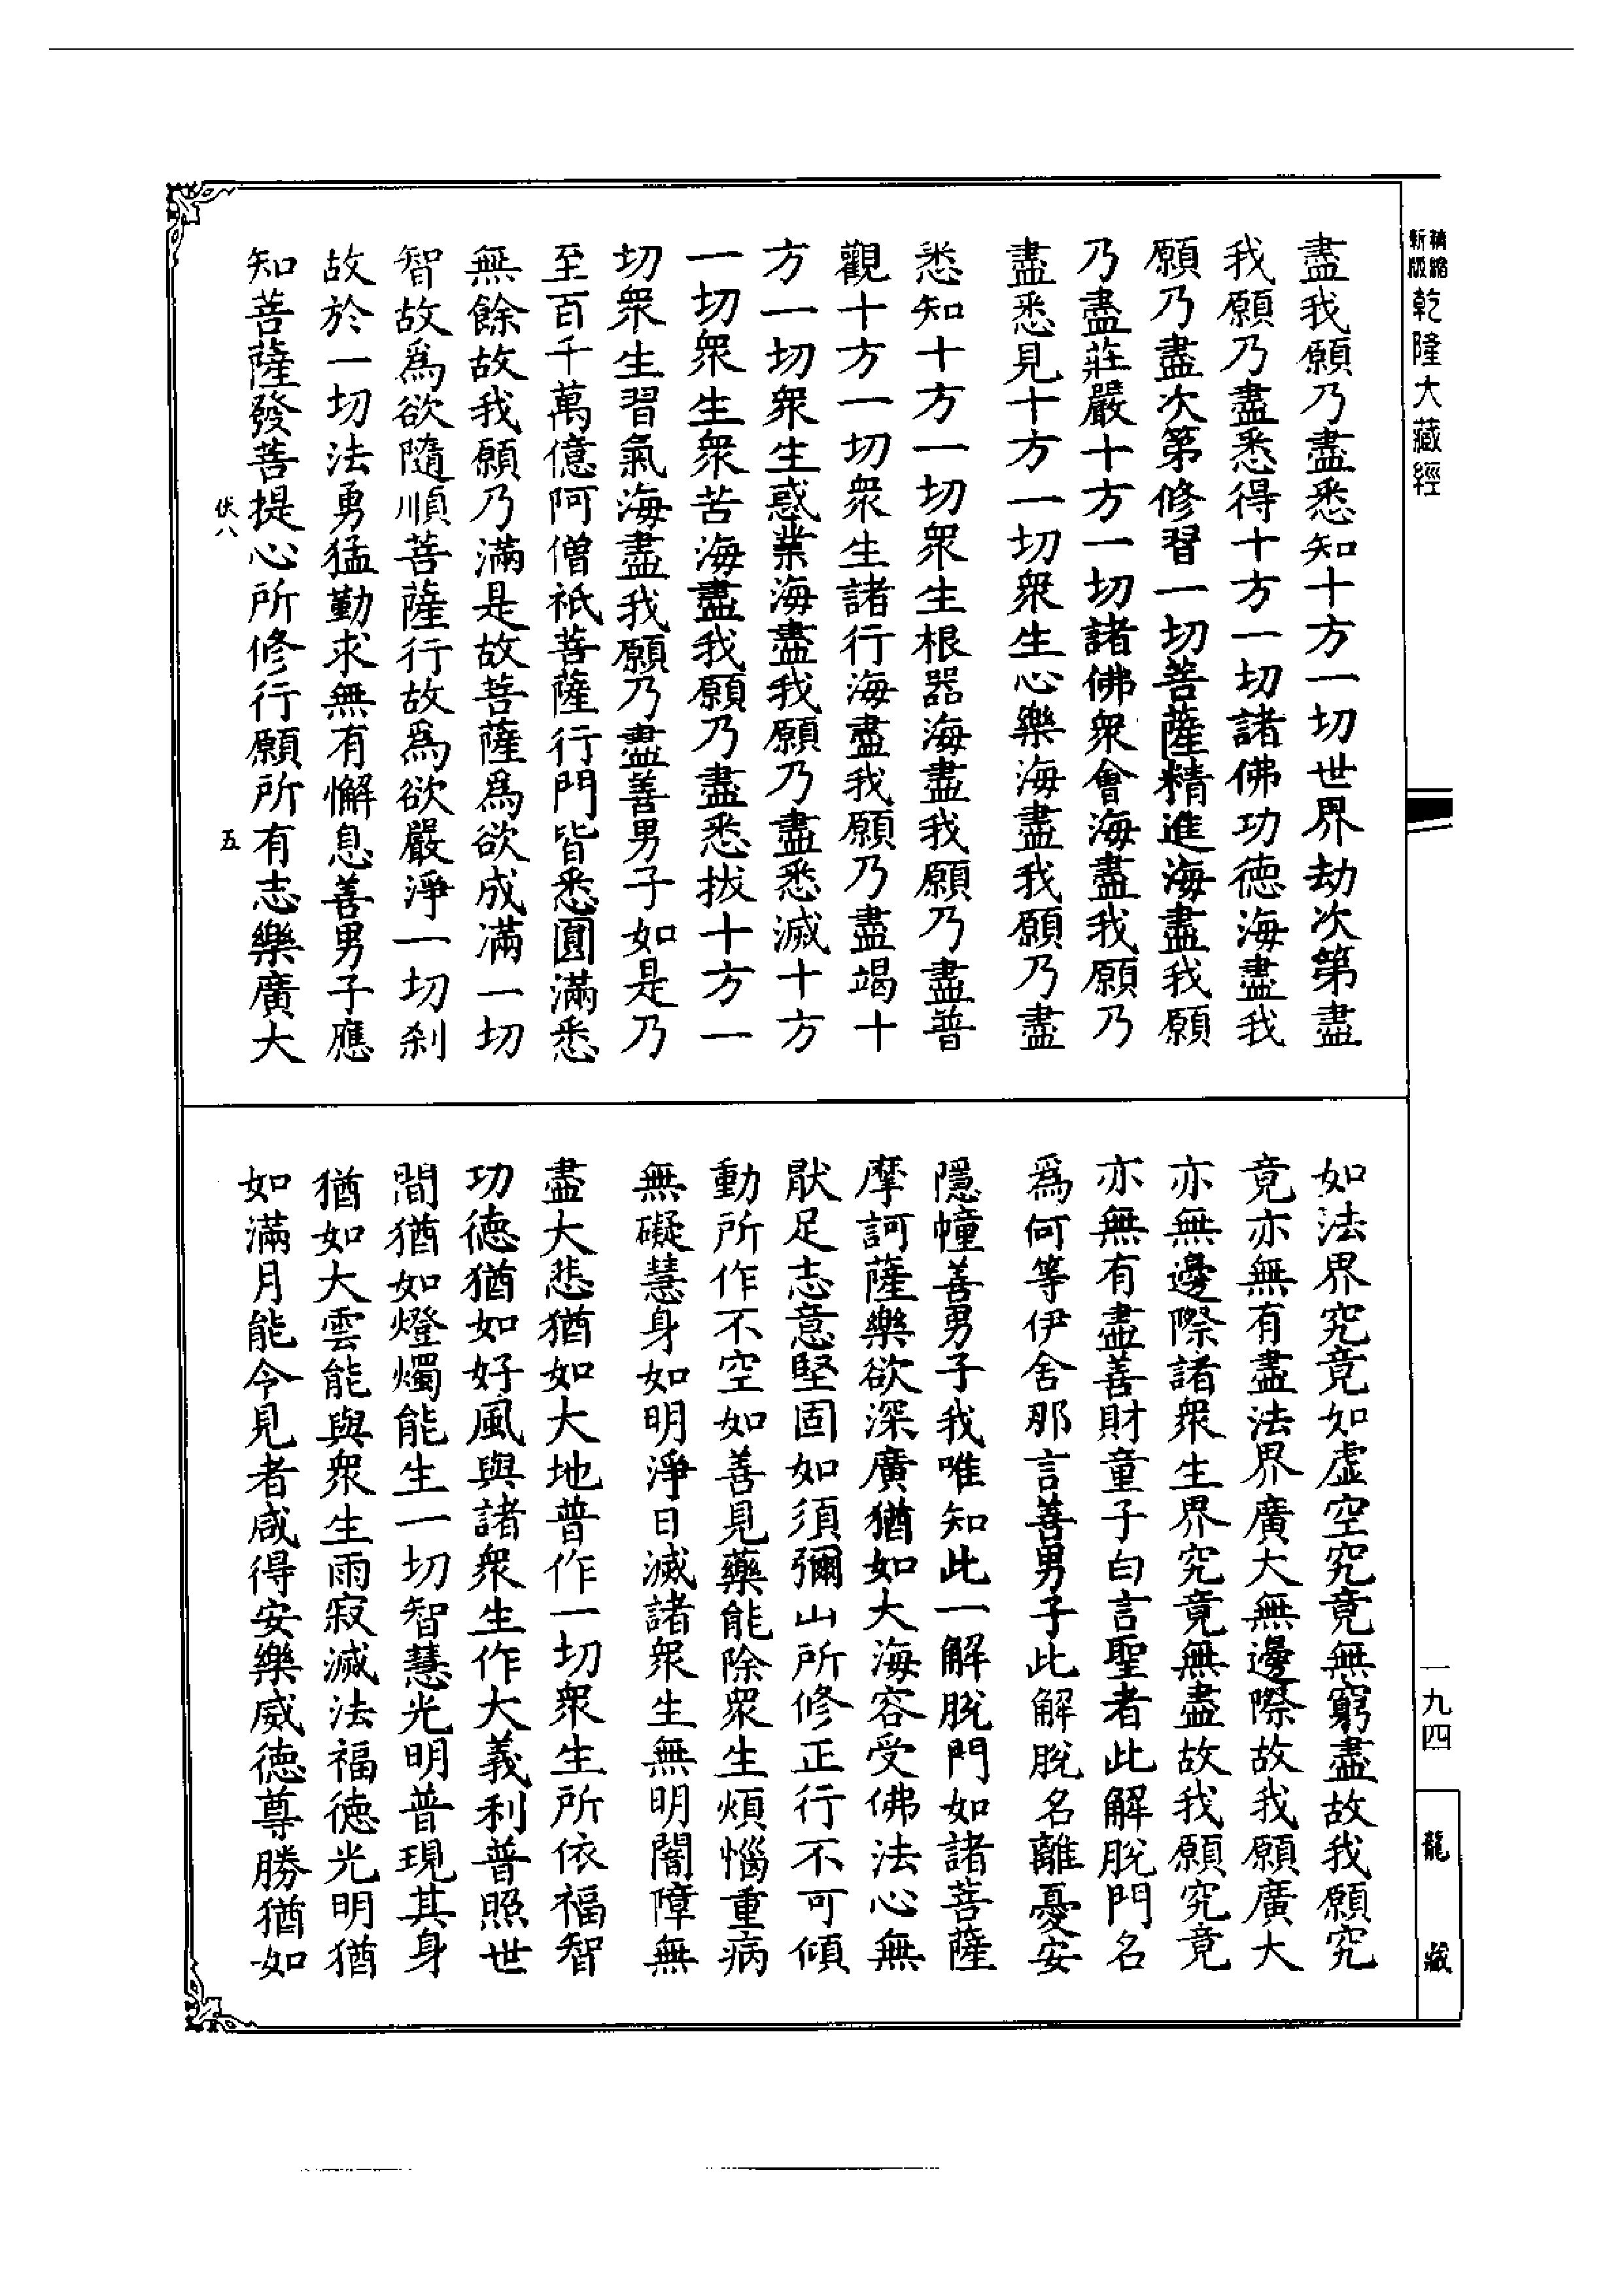 精縮
新版
乾隆大藏經
盡我願乃盡悉知十方一切世界劫次第盡
我願乃盡悉得十方一切諸佛功德海盡我
願乃盡次第修習一切菩薩精進海盡我願
乃盡莊嚴十方一切諸佛衆會海盡我願乃
盡悉見十方一切衆生心樂海盡我願乃盡
悉知十方一切衆生根器海盡我願乃盡普
觀十方一切衆生諸行海盡我願乃盡竭十
方一切衆生惑業海盡我願乃盡悉滅十方
一切衆生衆苦海盡我願乃盡悉拔十方一
切衆生習氣海盡我願乃盡善男子如是乃
至百千萬億阿僧祇菩薩行門皆悉圓滿悉
無餘故我願乃滿是故菩薩爲欲成滿一切
智故爲欲隨順菩薩行故爲欲嚴淨一切刹
故於一切法勇猛勤求無有懈息善男子應
知菩薩發菩提心所修行願所有志樂廣大
伏八
五
如法界究竟如虛空究竟無窮盡故我願究
竟亦無有盡法界廣大無邊際故我願廣大
亦無邊際諸衆生界究竟無盡故我願究竟
亦無有盡善財童子白言聖者此解脫門名
爲何等伊舍那言善男子此解脫名離憂安
隱幢善男子我唯知此一解脫門如諸菩薩
摩訶薩樂欲深廣猶如大海容受佛法心無
猒足志意堅固如須彌山所修正行不可傾
動所作不空如善見藥能除衆生煩惱重病
無礙慧身如明淨日滅諸衆生無明闇障無
盡大悲猶如大地普作一切衆生所依福智
功德猶如好風與諸衆生作大義利普照世
間猶如燈燭能生一切智慧光明普現其身
猶如大雲能與衆生雨寂滅法福德光明猶
如滿月能令見者咸得安樂威德尊勝猶如
一九四
龍藏